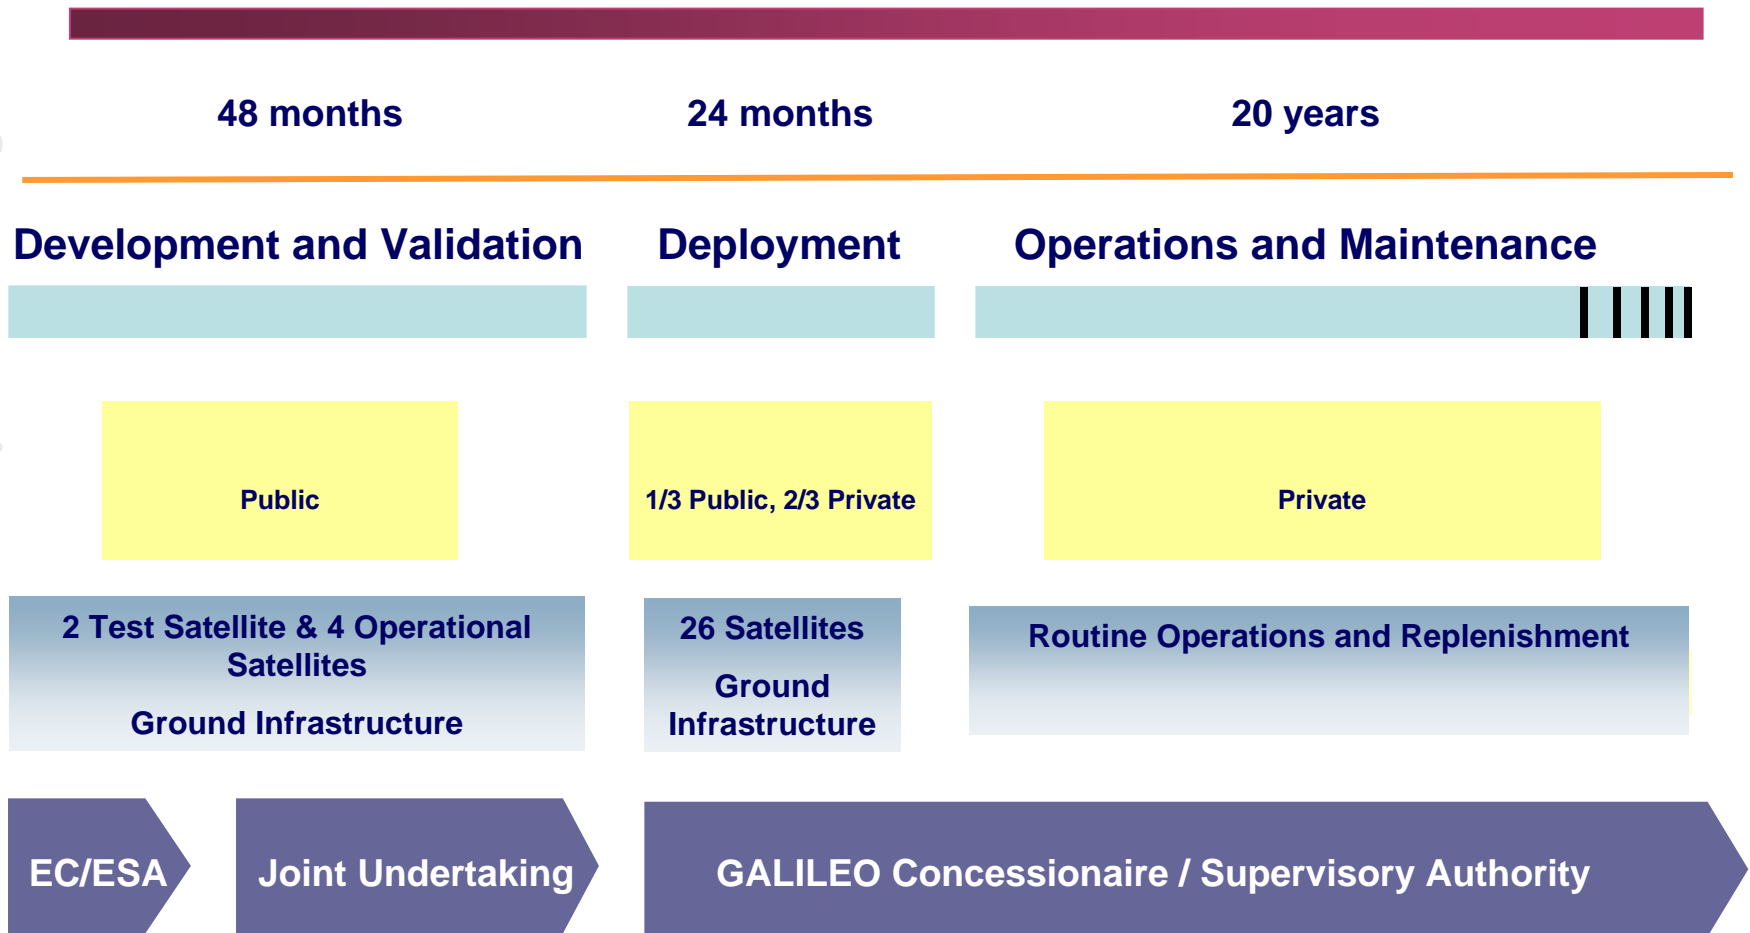 48 months
24 months
20 years
Development and Validation
Deployment
Operations and Maintenance
Public
1/3 Public, 2/3 Private
Private
2 Test Satellite & 4 Operational
Satellites
Ground Infrastructure
26 Satellites
Ground
Infrastructure
Routine Operations and Replenishment
EC/ESA
Joint Undertaking
GALILEO Concessionaire / Supervisory Authority